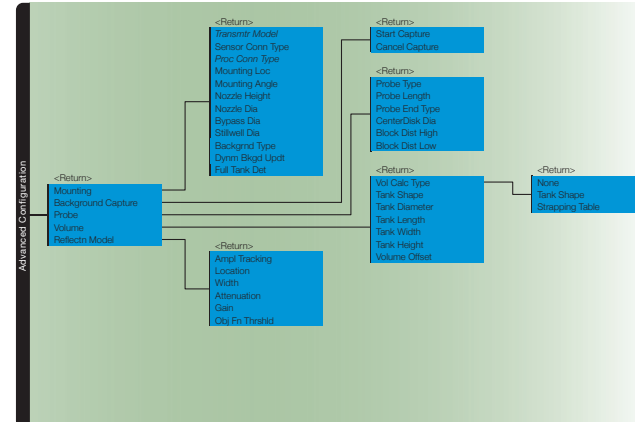 Advanced Configuration
<Return>
Mounting
Background Capture
Probe
Volume
Reflectn Model
<Return>
Transmtr Model
Sensor Conn Type
Proc Conn Type
Mounting Loc
Mounting Angle
Nozzle Height
Nozzle Dia
Bypass Dia
Stillwell Dia
Backgrnd Type
Dynm Bkgd Updt
Full Tank Det
<Return>
Ampl Tracking
Location
Width
Attenuation
Gain
Obj Fn Thrshld
<Return>
Start Capture
Cancel Capture
<Return>
Probe Type
Probe Length
Probe End Type
CenterDisk Dia
Block Dist High
Block Dist Low
<Return>
Vol Calc Type
Tank Shape
Tank Diameter
Tank Length
Tank Width
Tank Height
Volume Offset
<Return>
None
Tank Shape
Strapping Table